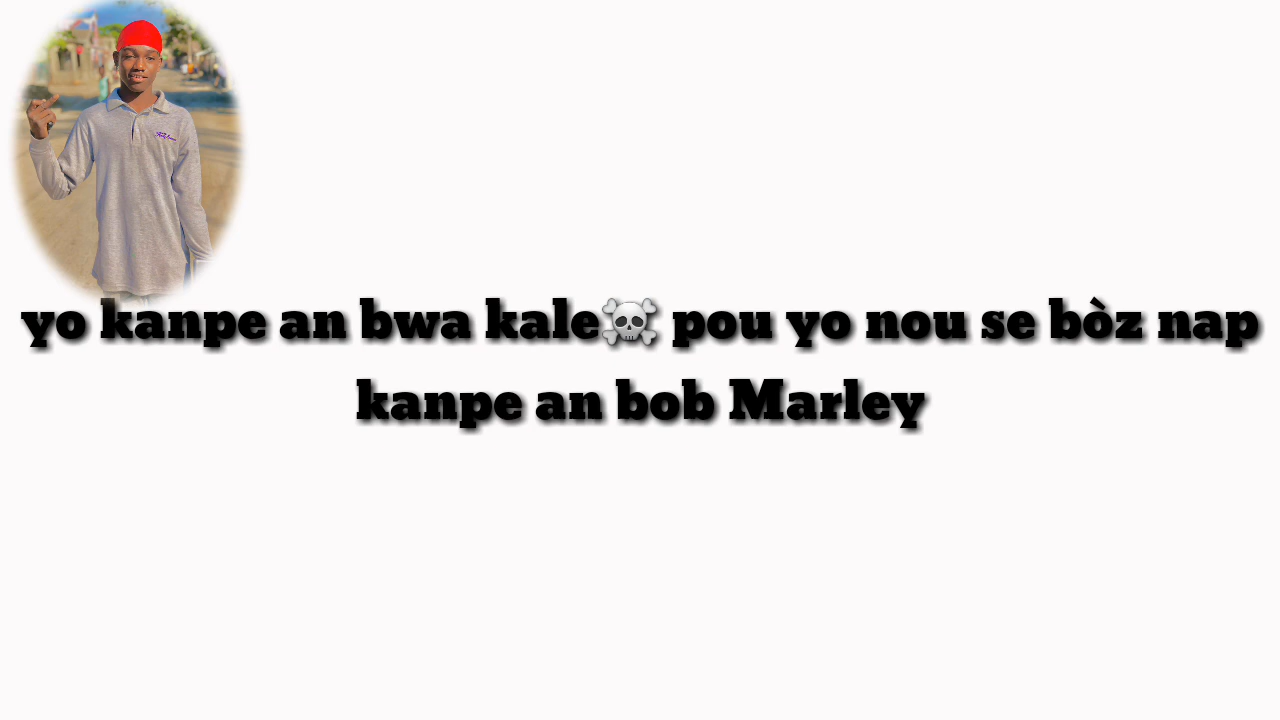 yo kanpe an bwa kale☠️ pou yo nou se bòz nap
kanpe an bob Marley